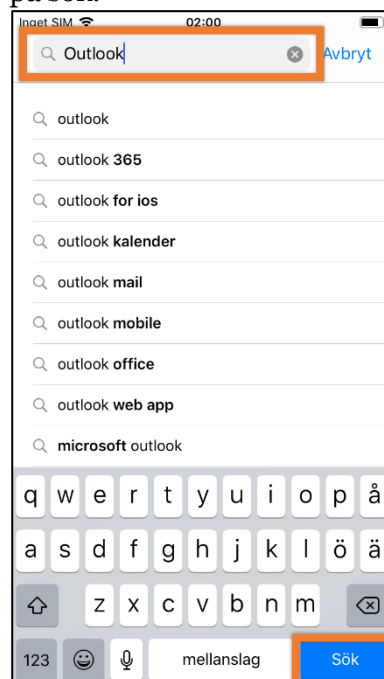 på sök.
Inget SIM 02:00
Outlook Avbryt
outlook
outlook 365
outlook for ios
outlook kalender
outlook mail
outlook mobile
outlook office
outlook web app
microsoft outlook
q w e r t y u i o p å
a s d f g h j k l ö ä
z x c v b n m
123 mellanslag Sök